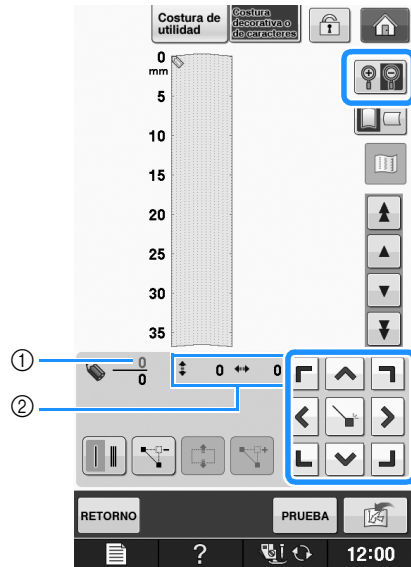 Costura de
utilidad
Costura
decorativa o
de caracteres
0
mm
5
10
15
20
25
30
35
①
0
0
0
0
②
RETORNO
PRUEBA
?
12:00